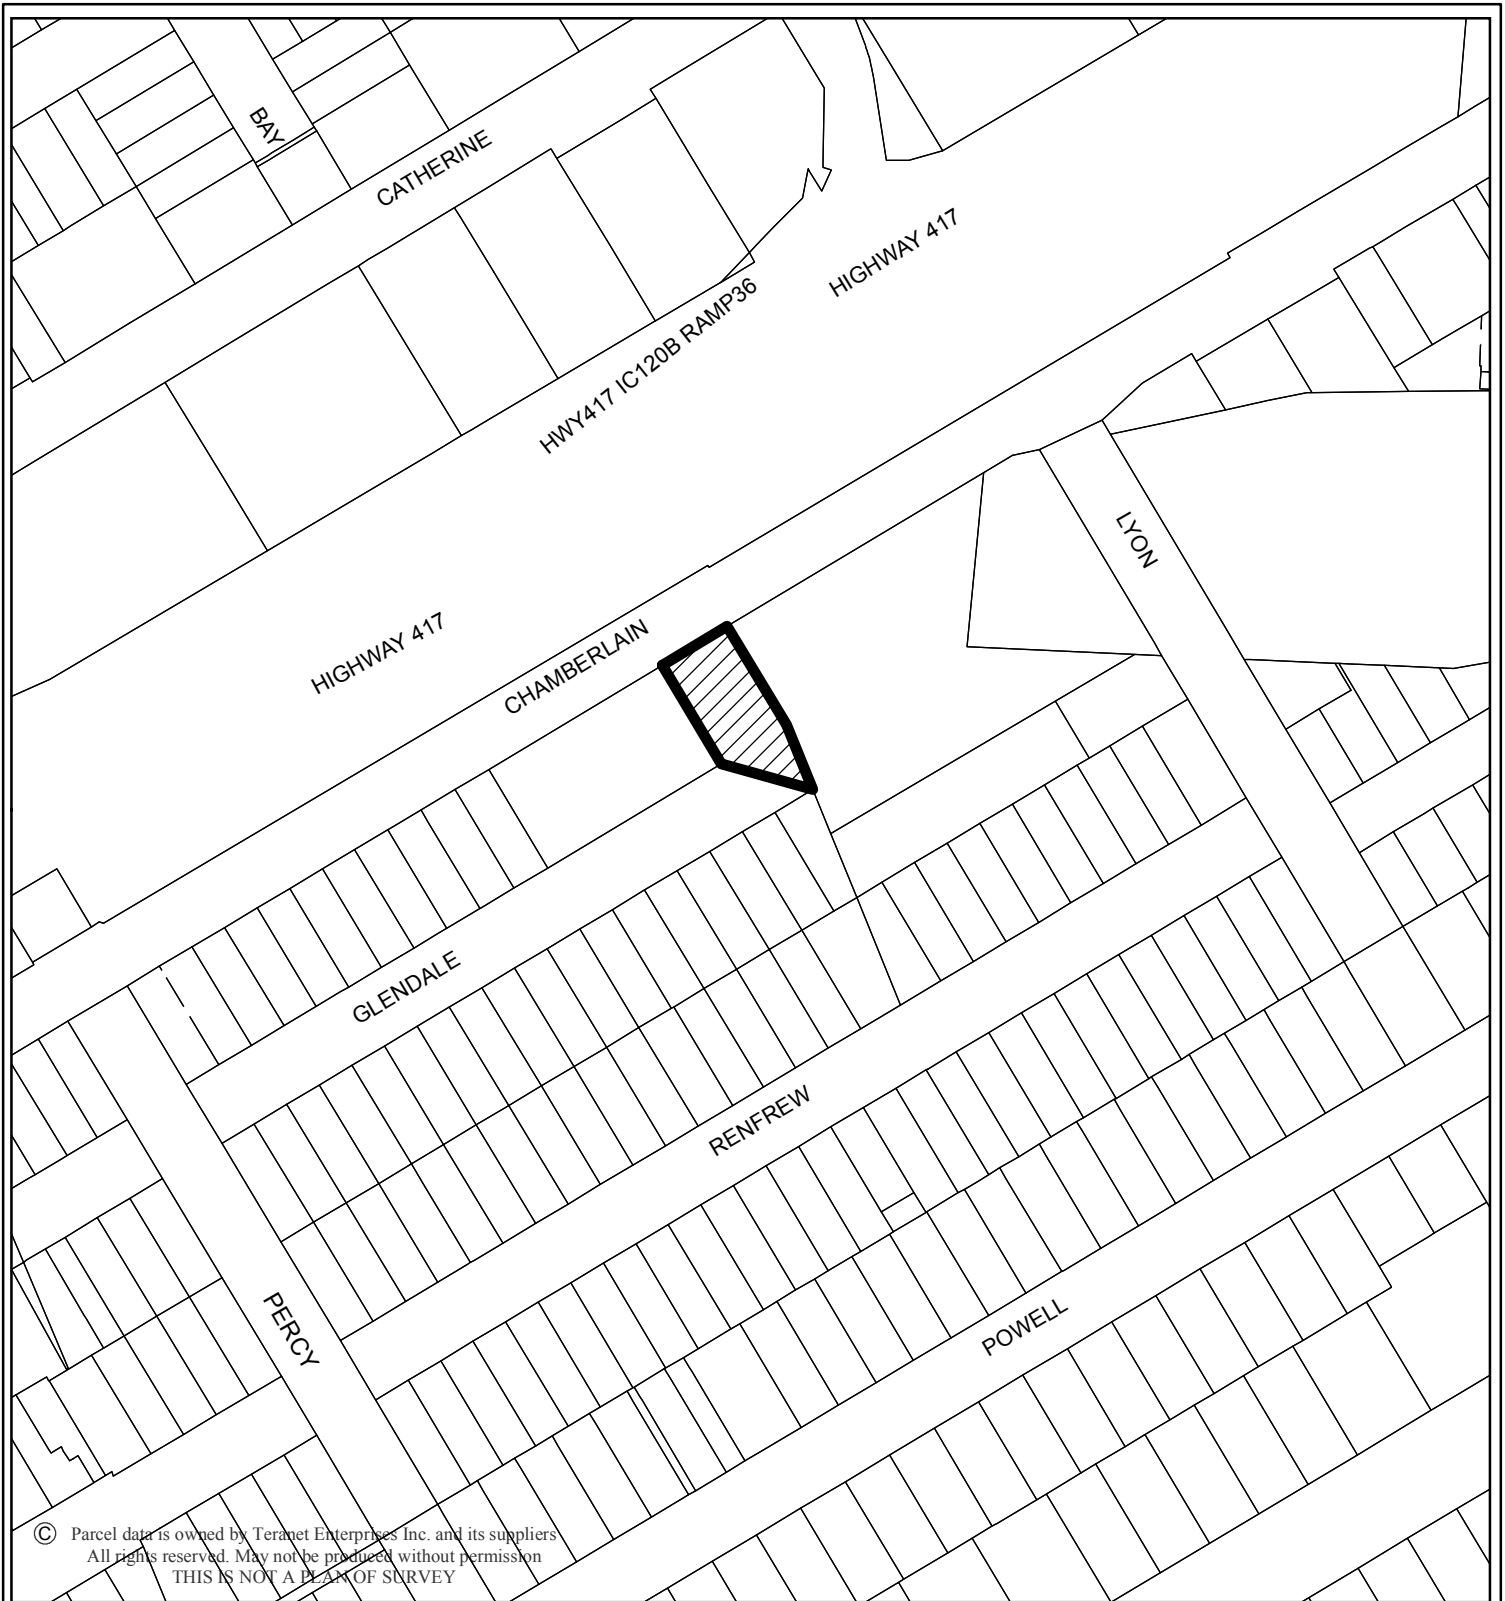 BAY
CATHERINE
HIGHWAY 417
HWY417 IC120B RAMP36
LYON
HIGHWAY 417
CHAMBERLAIN
GLENDALE
RENFREW
PERCY
POWELL
© Parcel data is owned by Teranet Enterprises Inc. and its suppliers
All rights reserved. May not be produced without permission
THIS IS NOT A PLAN OF SURVEY